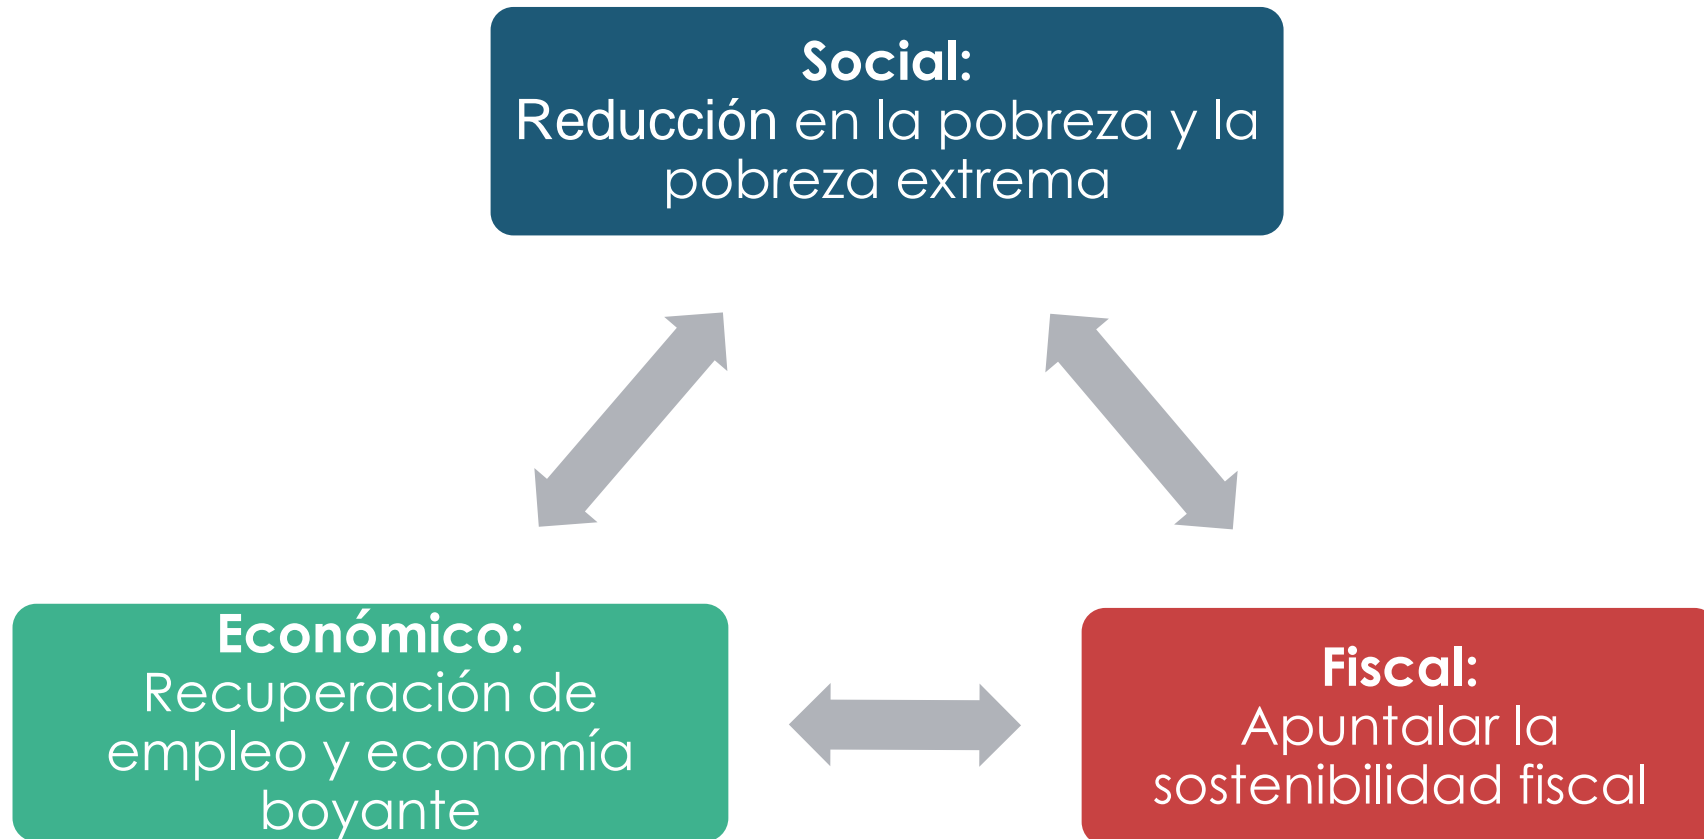 Social:
Reducción en la pobreza y la
pobreza extrema
Económico:
Recuperación de
empleo y economía
boyante
Fiscal:
Apuntalar la
sostenibilidad fiscal